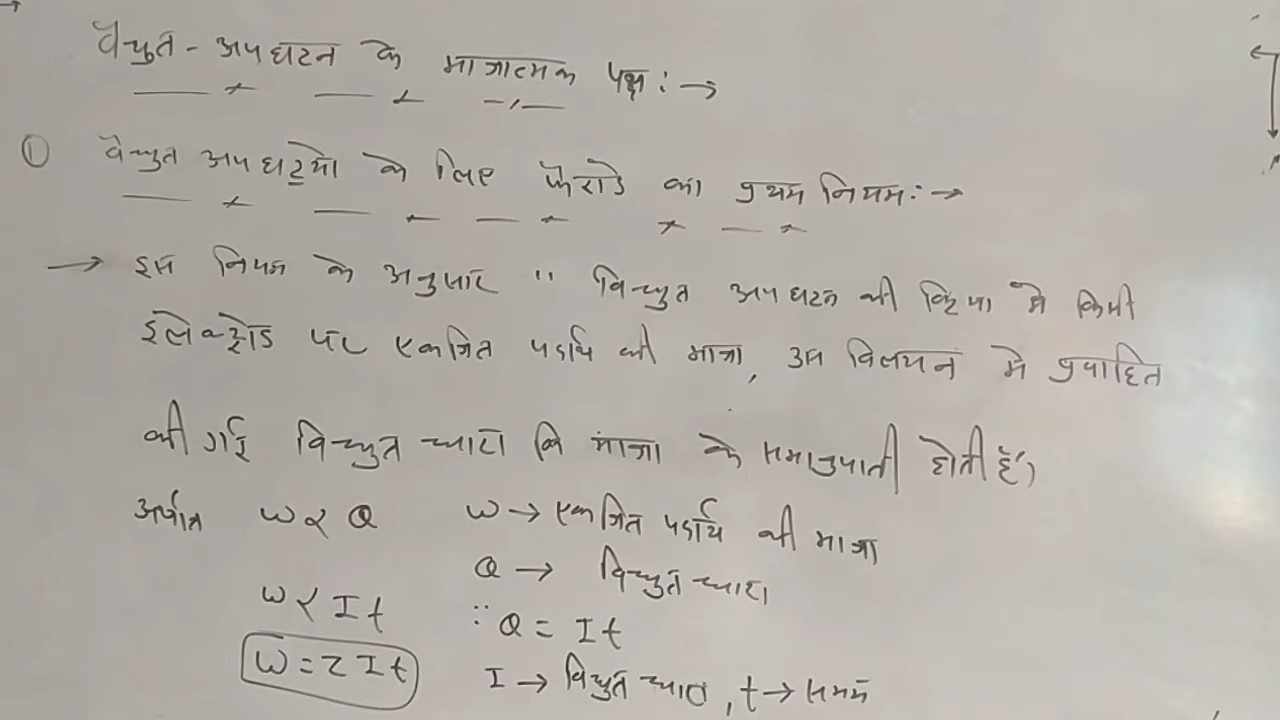 वैद्युत - अपघटन के मात्रात्मक पक्ष :→
① वैद्युत अपघट्यो के लिए फैराडे का प्रथम नियम :→
→ इस नियम के अनुसार " विद्युत अपघटन की क्रिया मे किसी
इलेक्ट्रोड पर एकत्रित पदार्थ की मात्रा, उस विलयन मे प्रवाहित
की गई विद्युत धारा कि मात्रा के समानुपाती होती हैं"।
अर्थात w ∝ Q w → एकत्रित पदार्थ की मात्रा
Q → विद्युत धारा
w ∝ It ∵ Q = It
w = zIt I → विद्युत धारा, t → समय